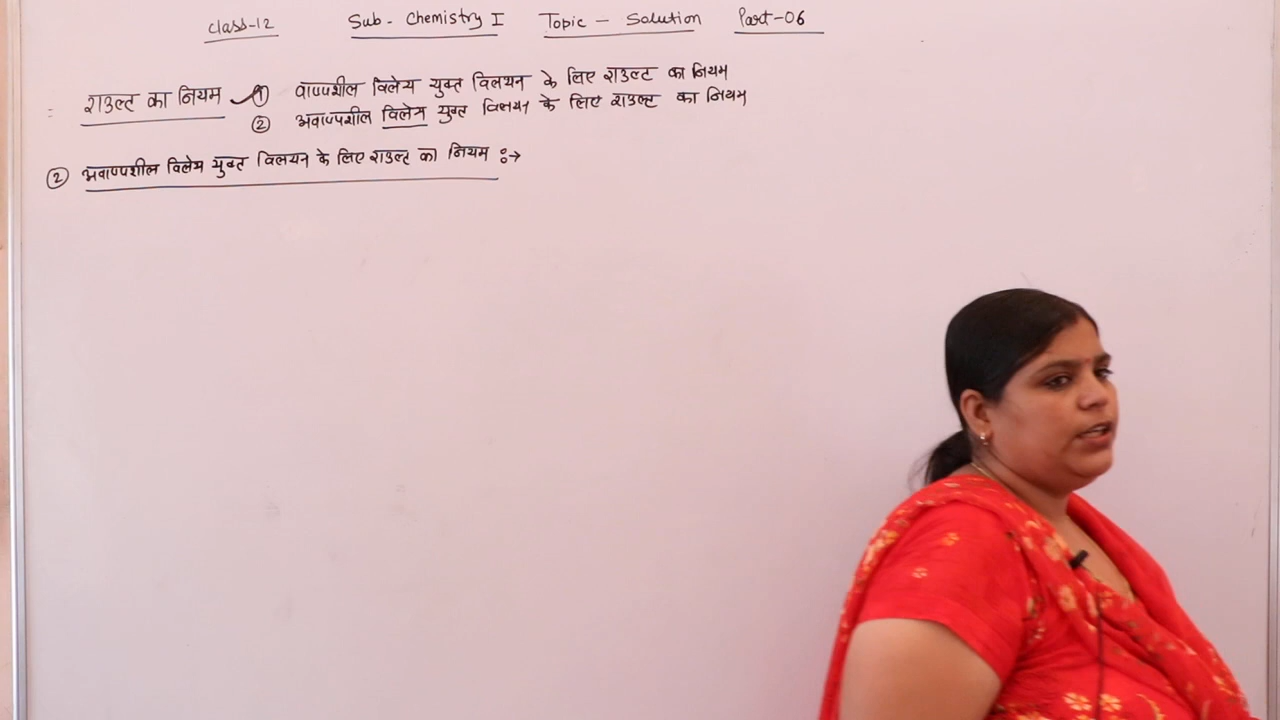 Class-12 Sub - Chemistry I Topic - Solution Part-06
राउल्ट का नियम ① वाष्पशील विलेय युक्त विलयन के लिए राउल्ट का नियम
② अवाष्पशील विलेय युक्त विलयन के लिए राउल्ट का नियम
② अवाष्पशील विलेय युक्त विलयन के लिए राउल्ट का नियम :→